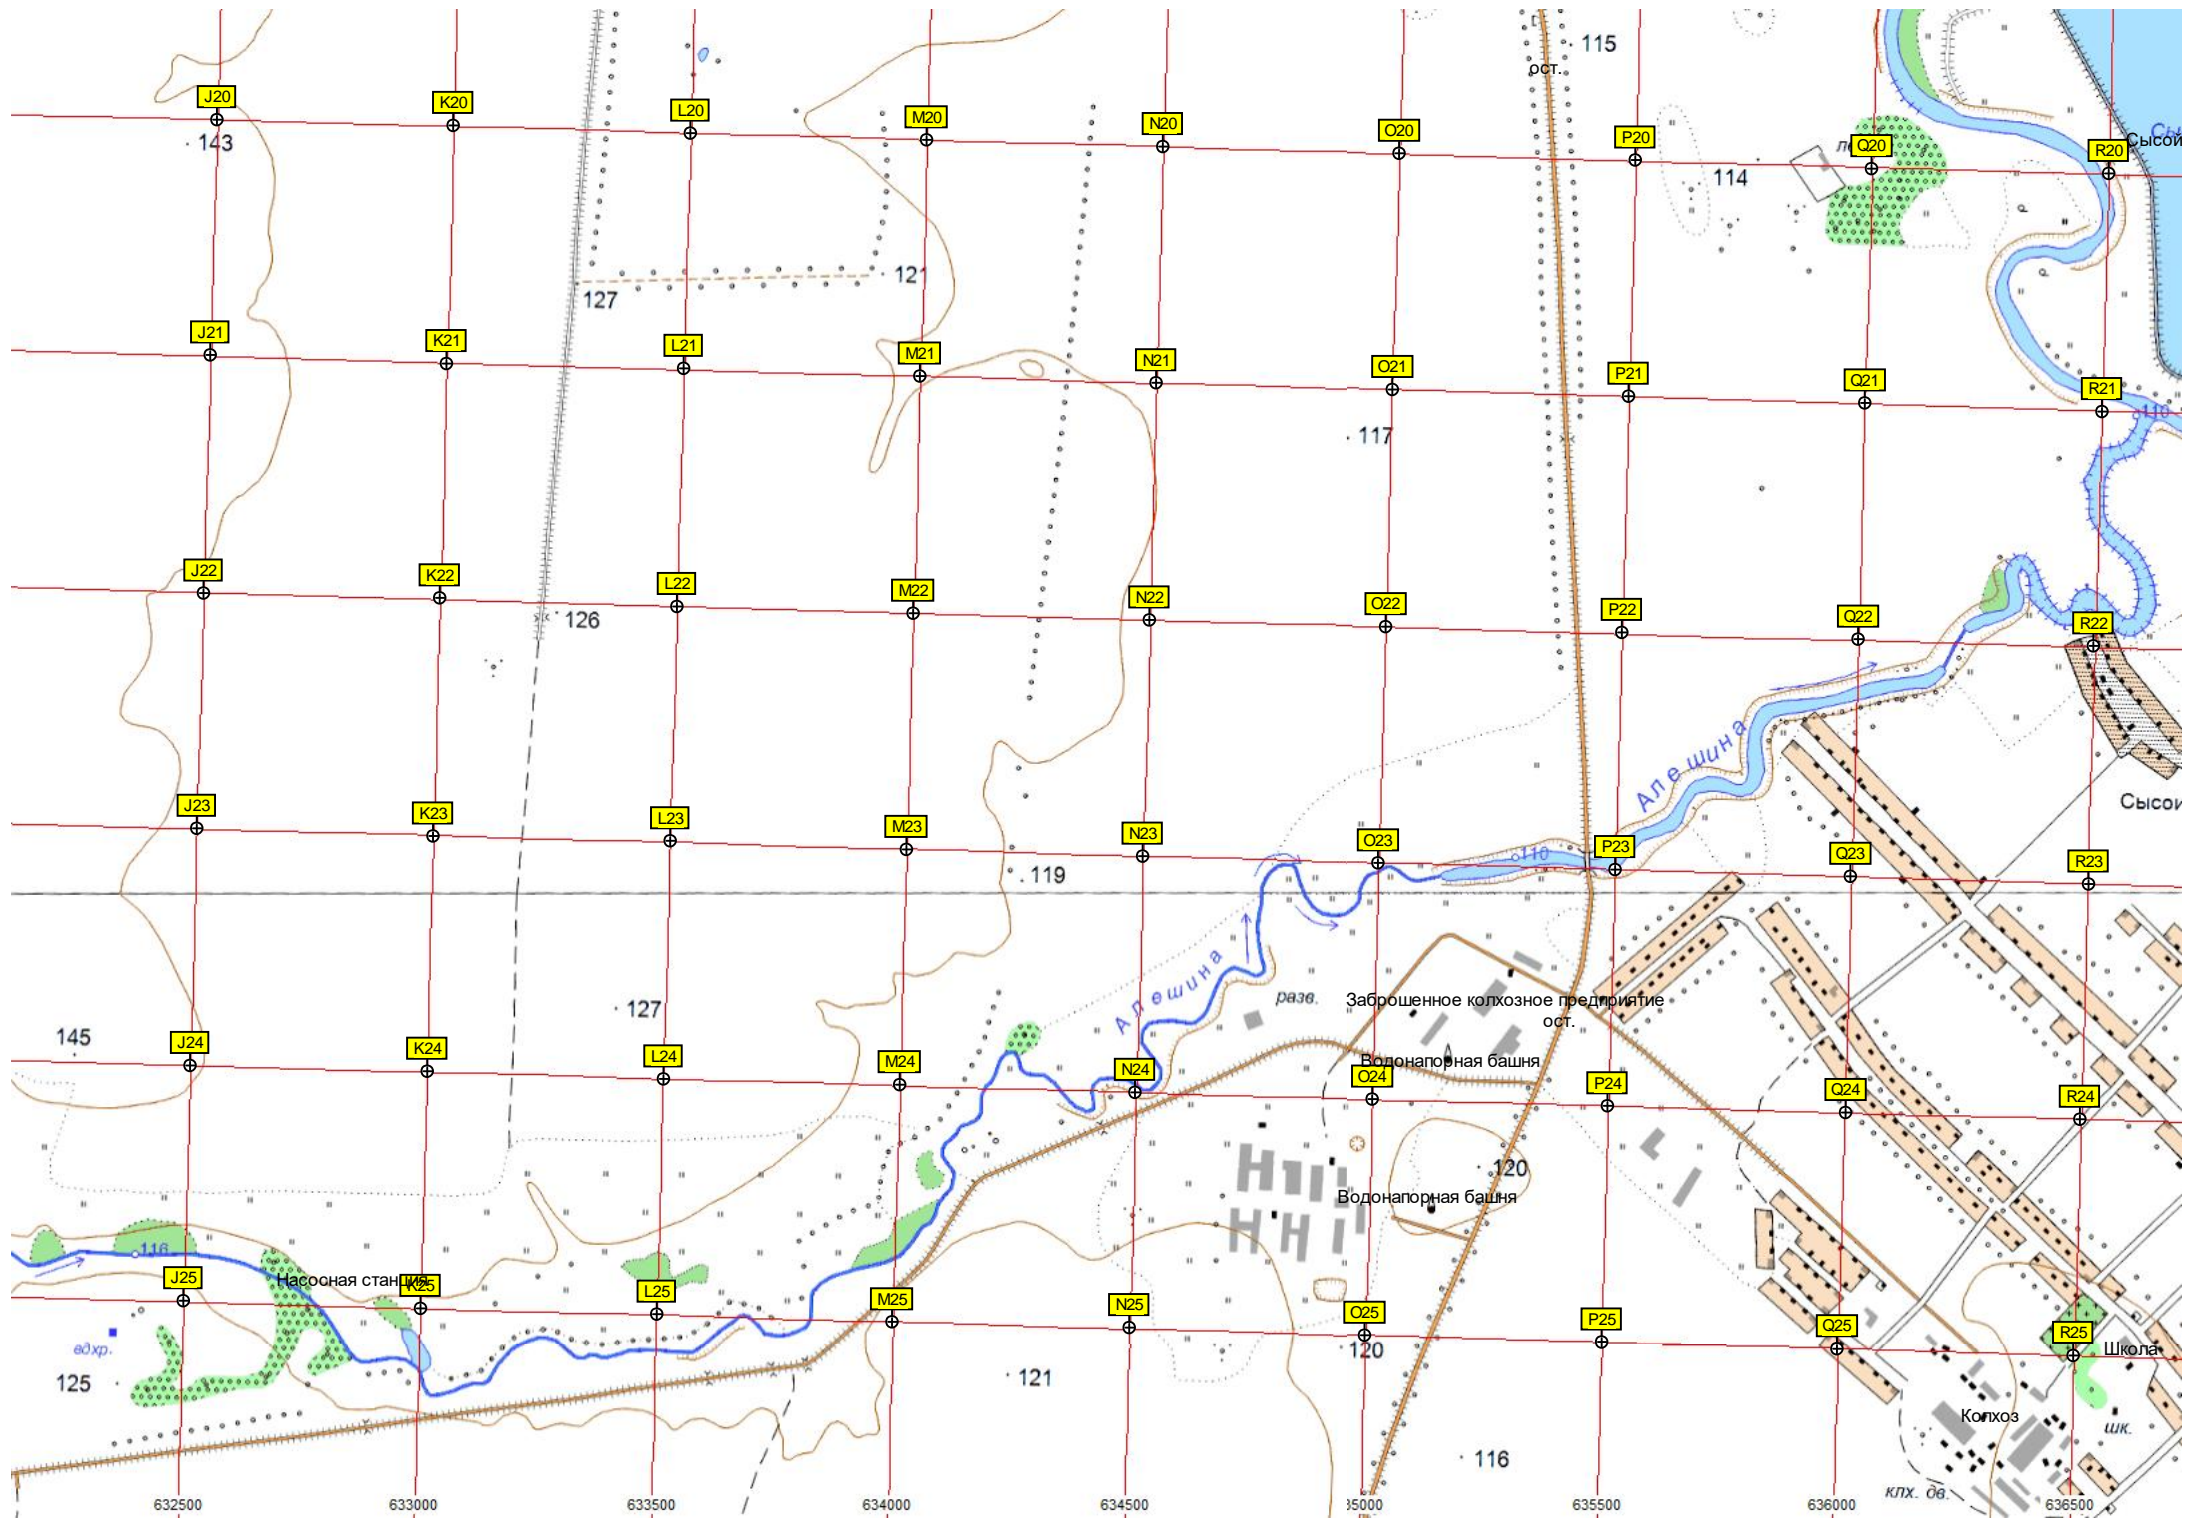 115
ост.
J20
K20
L20
M20
N20
O20
P20
Q20
R20
143
114
Сысой
121
127
J21
K21
L21
M21
N21
O21
P21
Q21
R21
110
117
J22
K22
L22
M22
N22
O22
P22
Q22
R22
126
Алешина
Сысои
J23
K23
L23
M23
N23
O23
P23
Q23
R23
110
119
Алешина
разв.
Заброшенное колхозное предприятие
ост.
127
145
J24
K24
L24
M24
N24
O24
P24
Q24
R24
Водонапорная башня
120
Водонапорная башня
116
Насосная станция
J25
K25
L25
M25
N25
O25
P25
Q25
R25
вдхр.
120
Школа
125
121
Колхоз
шк.
116
клх. дв.
632500
633000
633500
634000
634500
635500
636000
636500